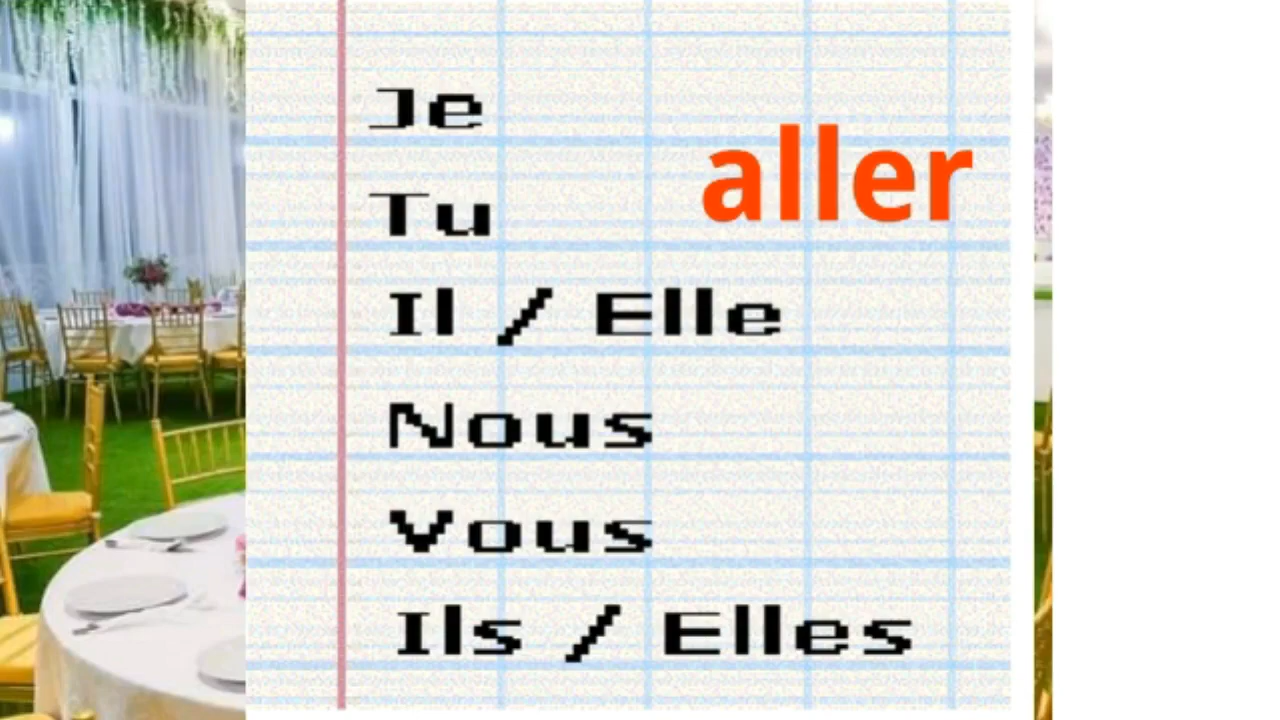 Je
aller
Tu
Il / Elle
Nous
Vous
Ils / Elles